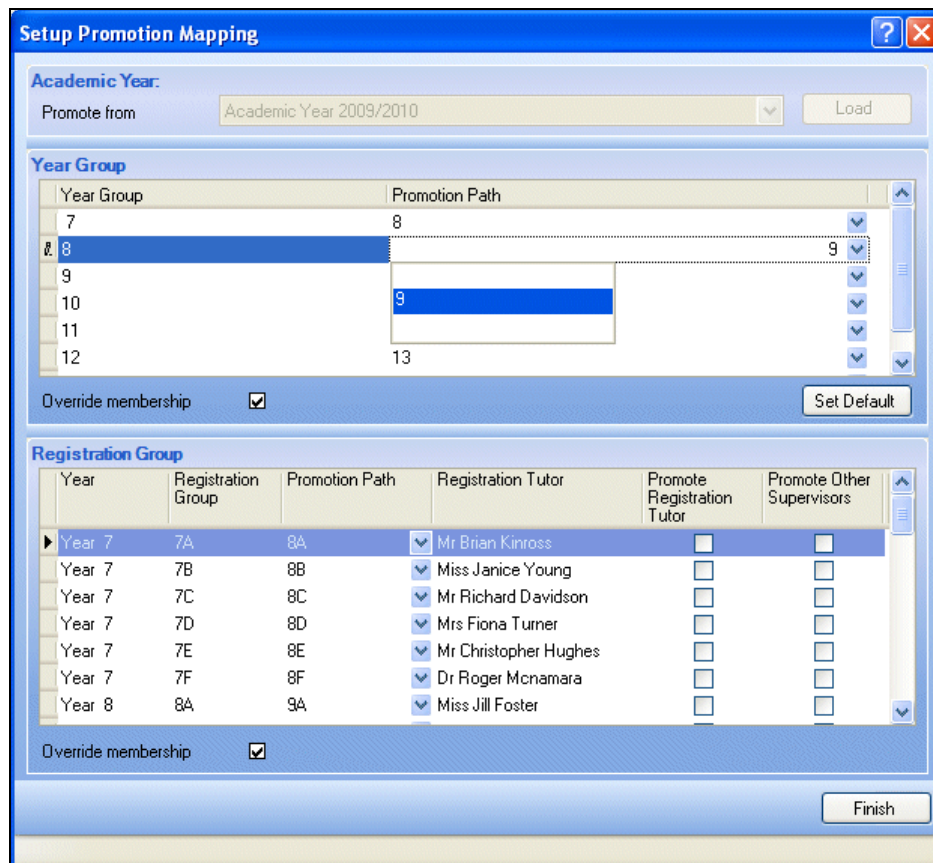 Setup Promotion Mapping
Academic Year:
Promote from Academic Year 2009/2010 Load
Year Group
Year Group Promotion Path
7 8
8 9
9
10 9
11
12 13
Override membership Set Default
Registration Group
Year Registration Group Promotion Path Registration Tutor Promote Registration Tutor Promote Other Supervisors
Year 7 7A 8A Mr Brian Kinross
Year 7 7B 8B Miss Janice Young
Year 7 7C 8C Mr Richard Davidson
Year 7 7D 8D Mrs Fiona Turner
Year 7 7E 8E Mr Christopher Hughes
Year 7 7F 8F Dr Roger Mcnamara
Year 8 8A 9A Miss Jill Foster
Override membership
Finish